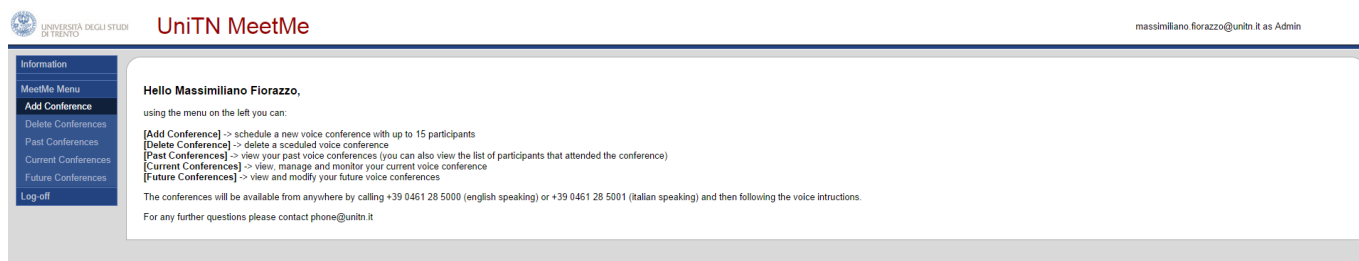 UNIVERSITÀ DEGLI STUDI
DI TRENTO
UniTN MeetMe
massimiliano.fiorazzo@unitn.it as Admin
Information
MeetMe Menu
Add Conference
Delete Conferences
Past Conferences
Current Conferences
Future Conferences
Log-off
Hello Massimiliano Fiorazzo,
using the menu on the left you can:
[Add Conference] -> schedule a new voice conference with up to 15 participants
[Delete Conference] -> delete a sceduled voice conference
[Past Conferences] -> view your past voice conferences (you can also view the list of participants that attended the conference)
[Current Conferences] -> view, manage and monitor your current voice conference
[Future Conferences] -> view and modify your future voice conferences
The conferences will be available from anywhere by calling +39 0461 28 5000 (english speaking) or +39 0461 28 5001 (italian speaking) and then following the voice intructions.
For any further questions please contact phone@unitn.it